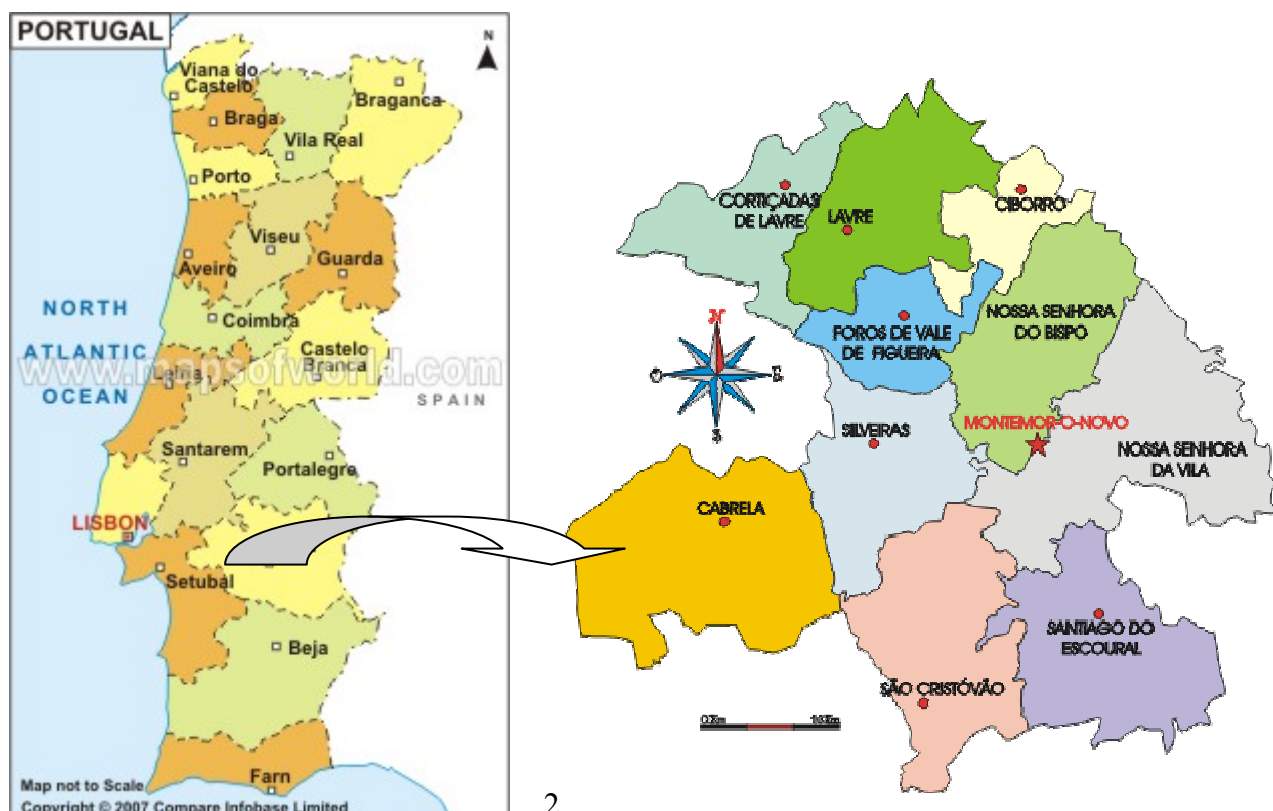 PORTUGAL
N
Viana do
Castelo
Braganca
Braga
Vila Real
Porto
Viseu
Aveiro
Guarda
NORTH
ATLANTIC
OCEAN
Coimbra
Castelo
Branca
www.mapsofworld.com
SPAIN
Santarem
Portalegre
LISBON
Setubal
Beja
Farn
Map not to Scale
Copyright © 2007 Compare Infobase Limited
2
CORTIÇADAS
DE LAVRE
LAVRE
CIBORRO
NOSSA SENHORA
DO BISPO
FOROS DE VALE
DE FIGUEIRA
N
O
E
S
SILVEIRAS
MONTEMOR-O-NOVO
NOSSA SENHORA
DA VILA
CABRELA
SANTIAGO DO
ESCOURAL
SÃO CRISTÓVÃO